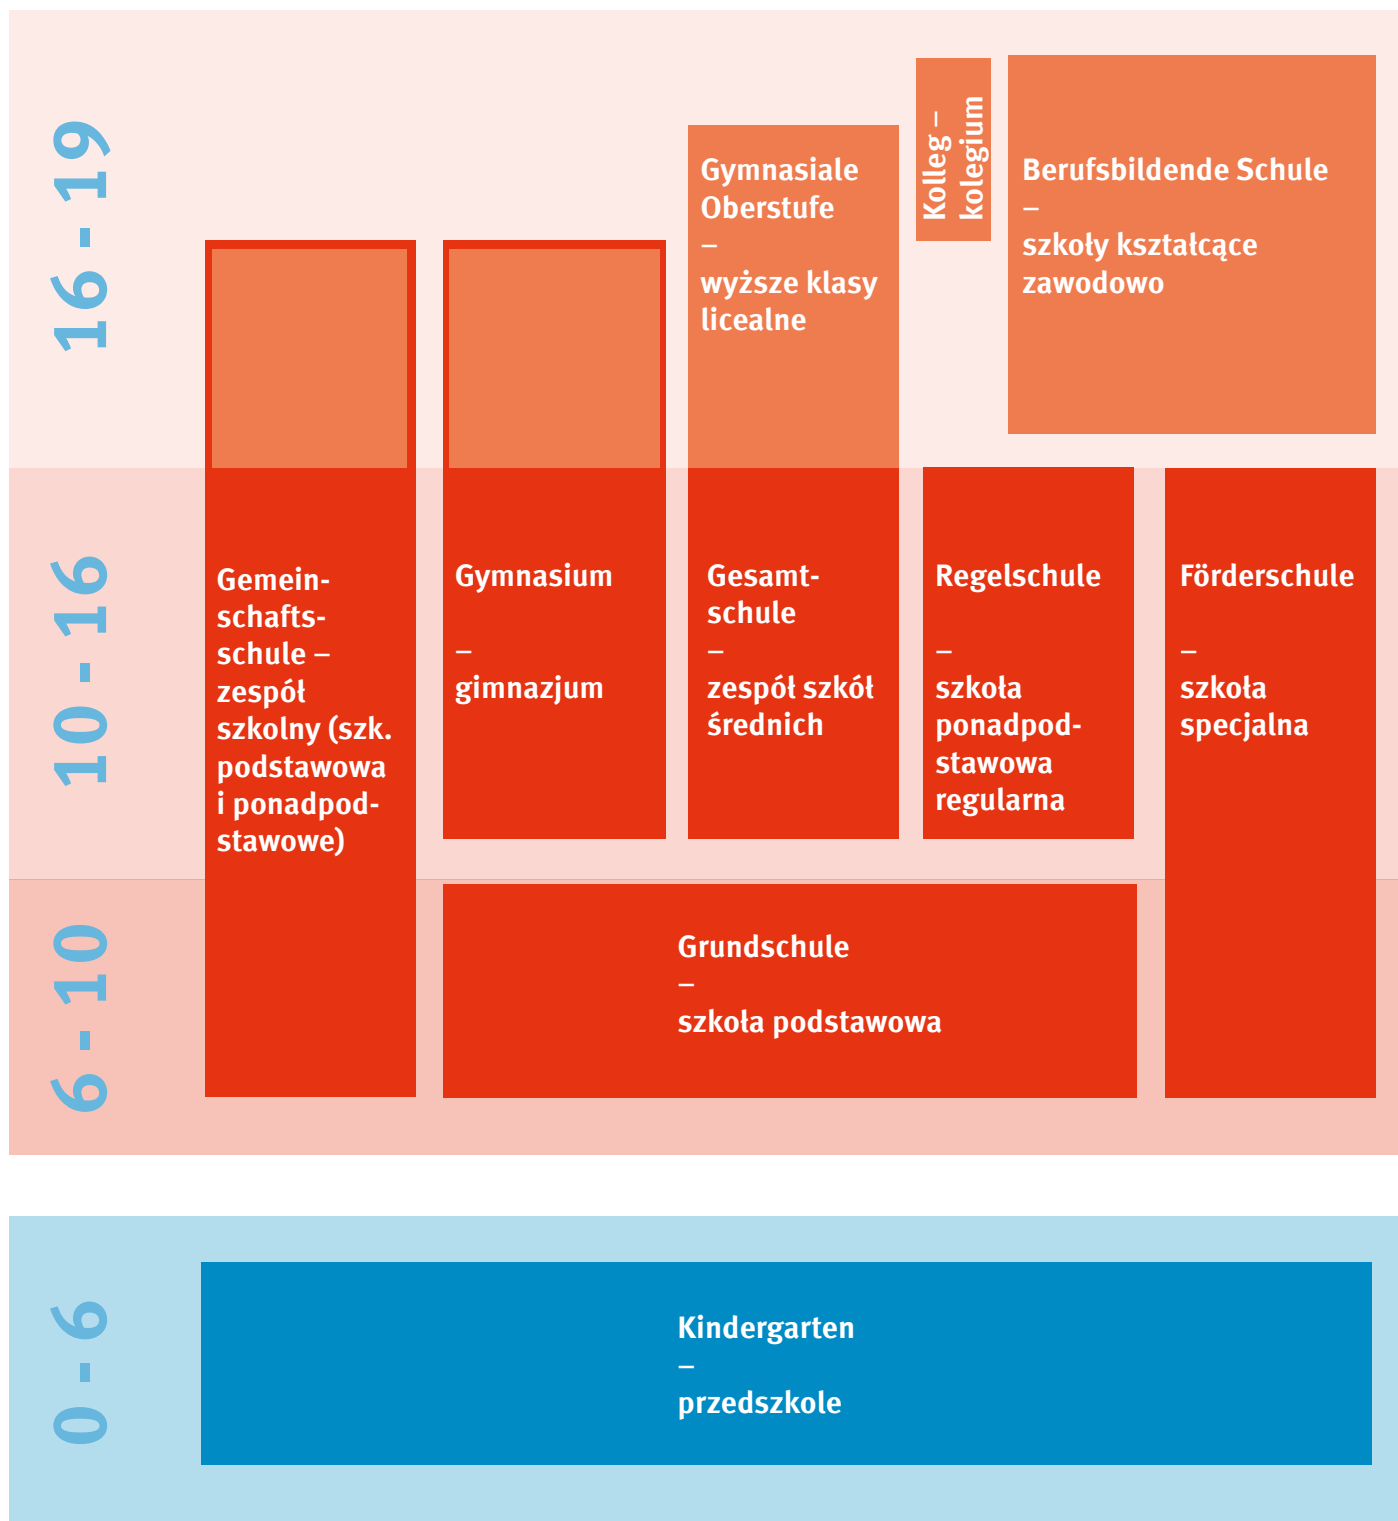 16 - 19
Gymnasiale
Oberstufe
–
wyższe klasy
licealne
Kolleg –
kolegium
Berufsbildende Schule
–
szkoły kształcące
zawodowo
10 - 16
Gemein-
schafts-
schule –
zespół
szkolny (szk.
podstawowa
i ponadpod-
stawowe)
Gymnasium
–
gimnazjum
Gesamt-
schule
–
zespół szkół
średnich
Regelschule
–
szkoła
ponadpod-
stawowa
regularna
Förderschule
–
szkoła
specjalna
6 - 10
Grundschule
–
szkoła podstawowa
0 - 6
Kindergarten
–
przedszkole